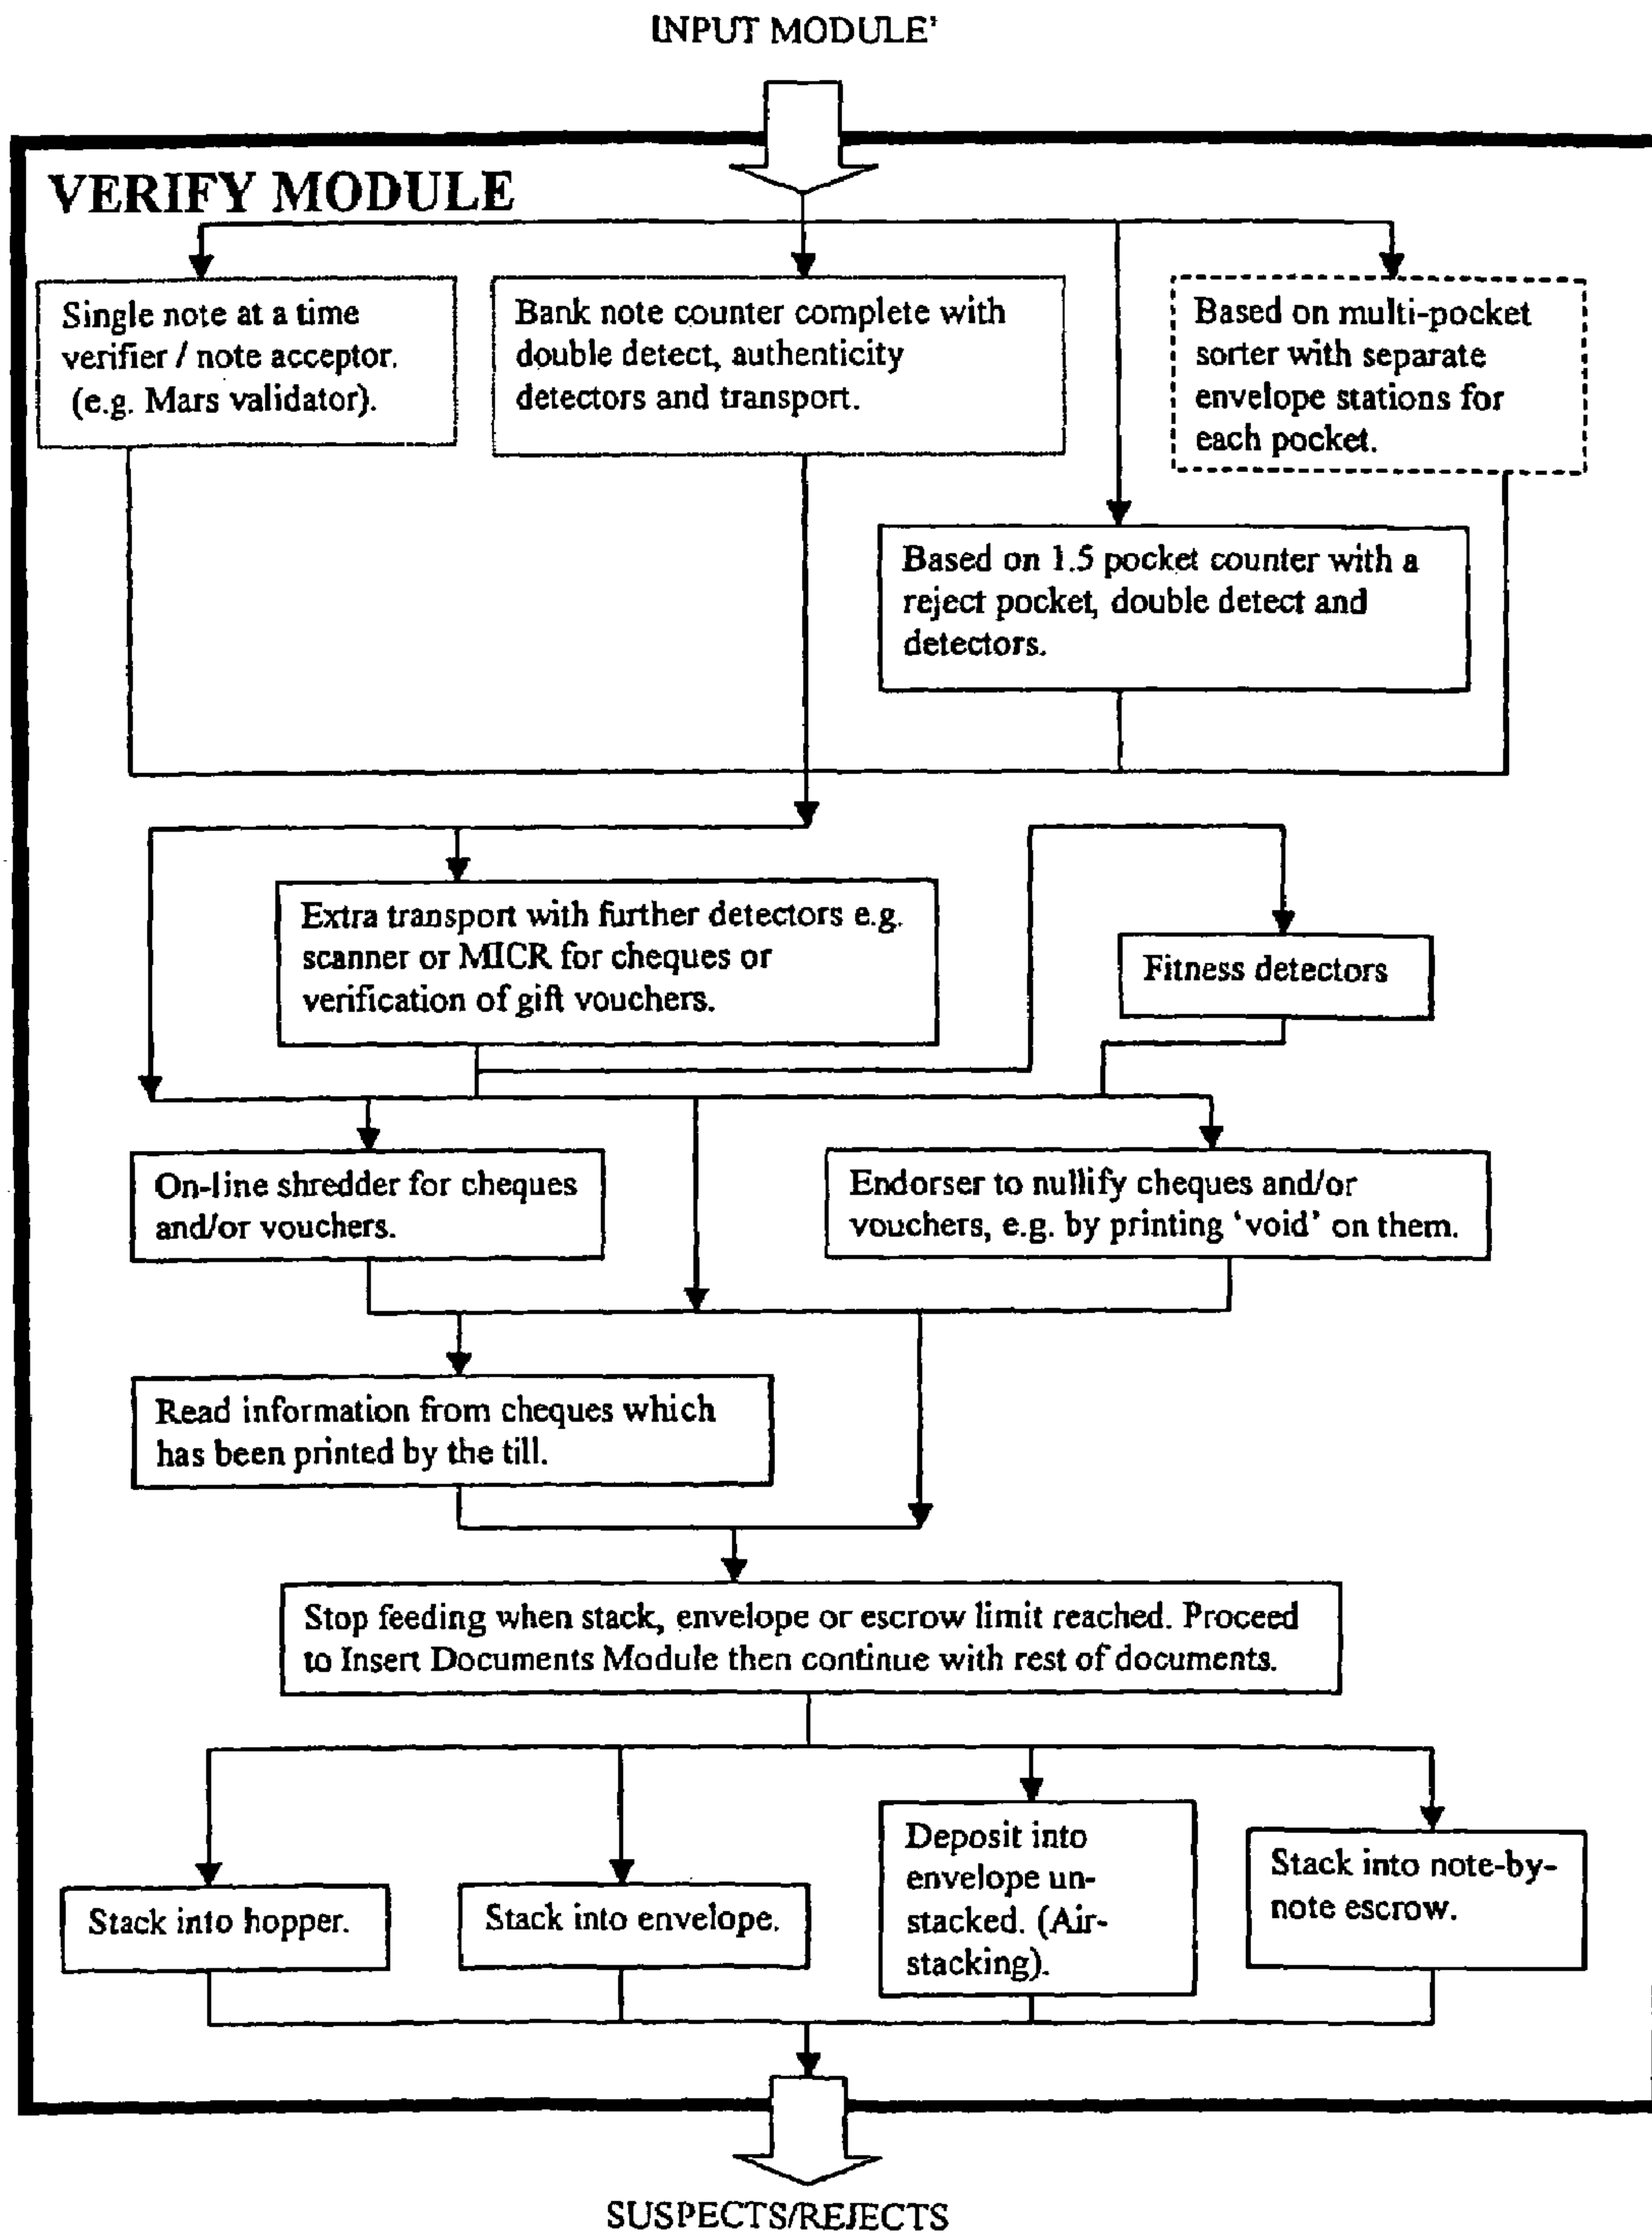 INPUT MODULE'
VERIFY MODULE
Single note at a time
verifier / note acceptor.
(e.g. Mars validator).
Bank note counter complete with
double detect, authenticity
detectors and transport.
Based on multi-pocket
sorter with separate
envelope stations for
each pocket.
Based on 1.5 pocket counter with a
reject pocket, double detect and
detectors.
Extra transport with further detectors e.g.
scanner or MICR for cheques or
verification of gift vouchers.
Fitness detectors
On-line shredder for cheques
and/or vouchers.
Endorser to nullify cheques and/or
vouchers, e.g. by printing ‘void’ on them.
Read information from cheques which
has been printed by the till.
Stop feeding when stack, envelope or escrow limit reached. Proceed
to Insert Documents Module then continue with rest of documents.
Stack into hopper.
Stack into envelope.
Deposit into
envelope un-
stacked. (Air-
stacking).
Stack into note-by-
note escrow.
SUSPECTS/REJECTS